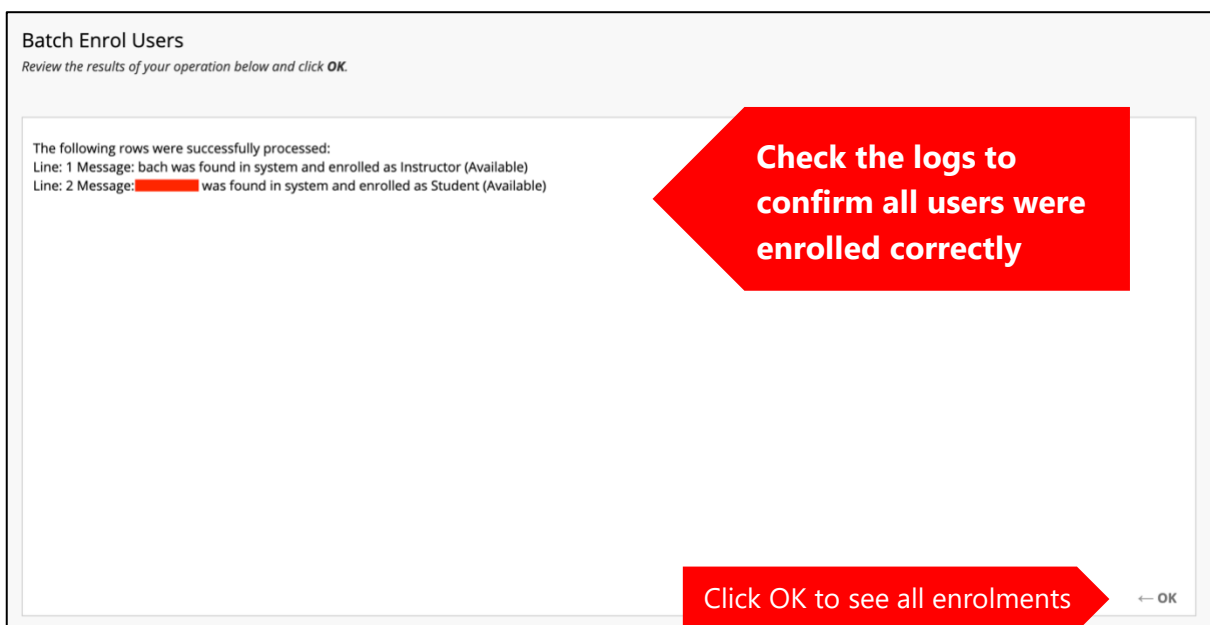 Batch Enrol Users
Review the results of your operation below and click OK.
The following rows were successfully processed:
Line: 1 Message: bach was found in system and enrolled as Instructor (Available)
Line: 2 Message: was found in system and enrolled as Student (Available)
Check the logs to
confirm all users were
enrolled correctly
Click OK to see all enrolments
← OK